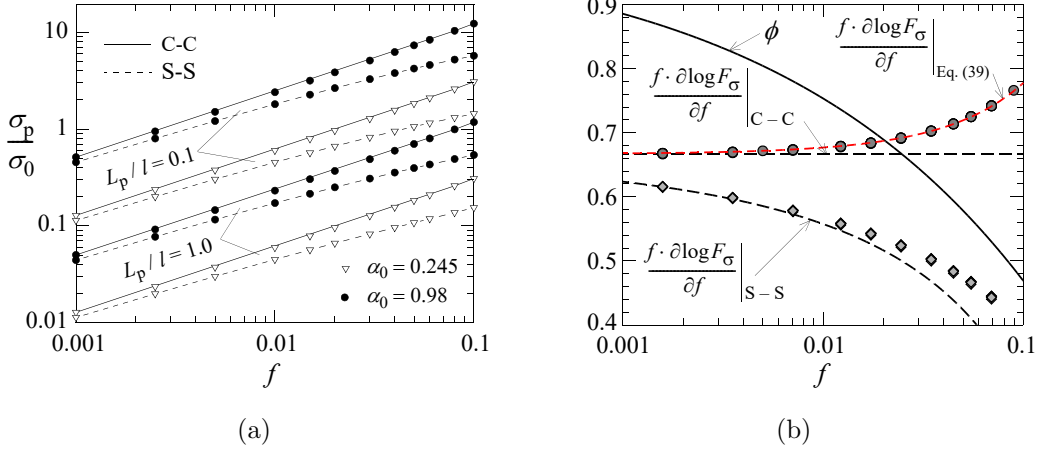 10
1
0.1
0.01
σp
σ0
C-C
S-S
Lp / l = 0.1
Lp / l = 1.0
α0 = 0.245
α0 = 0.98
0.001
0.01
0.1
f
(a)
0.9
0.8
0.7
0.6
0.5
0.4
ϕ
f · ∂logFσ
∂f
Eq. (39)
f · ∂logFσ
∂f
C – C
f · ∂logFσ
∂f
S – S
0.001
0.01
0.1
f
(b)